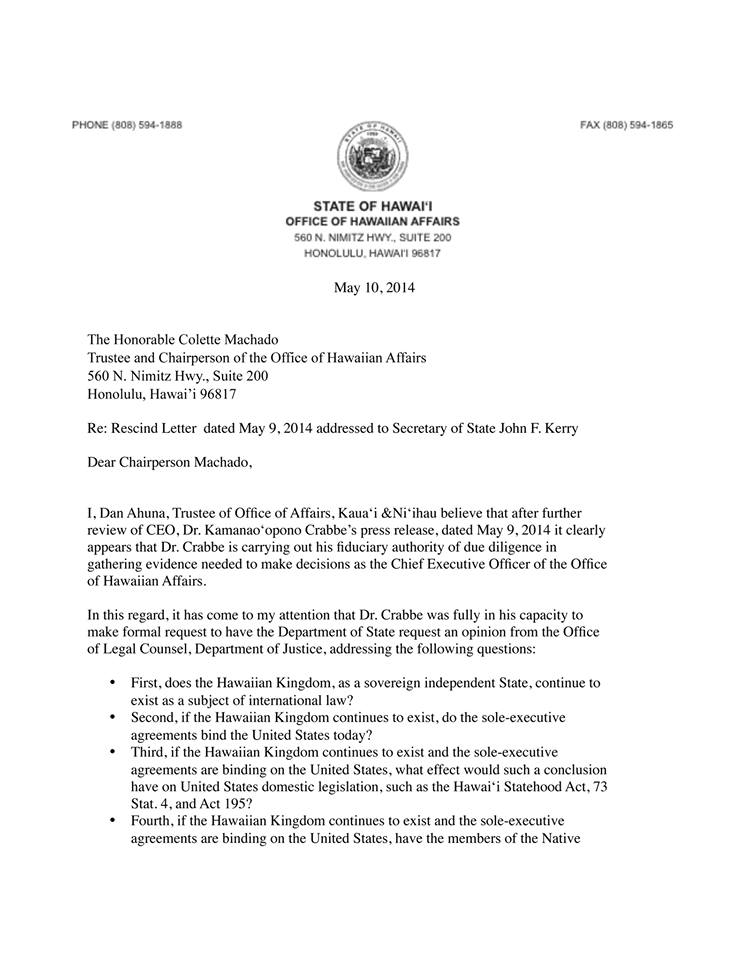 PHONE (808) 594-1888
FAX (808) 594-1865
STATE OF HAWAII
1959
STATE OF HAWAI‘I
OFFICE OF HAWAIIAN AFFAIRS
560 N. NIMITZ HWY., SUITE 200
HONOLULU, HAWAI'I 96817
May 10, 2014
The Honorable Colette Machado
Trustee and Chairperson of the Office of Hawaiian Affairs
560 N. Nimitz Hwy., Suite 200
Honolulu, Hawai’i 96817
Re: Rescind Letter  dated May 9, 2014 addressed to Secretary of State John F. Kerry
Dear Chairperson Machado,
I, Dan Ahuna, Trustee of Office of Affairs, Kaua‘i &Ni‘ihau believe that after further
review of CEO, Dr. Kamanao‘opono Crabbe’s press release, dated May 9, 2014 it clearly
appears that Dr. Crabbe is carrying out his fiduciary authority of due diligence in
gathering evidence needed to make decisions as the Chief Executive Officer of the Office
of Hawaiian Affairs.
In this regard, it has come to my attention that Dr. Crabbe was fully in his capacity to
make formal request to have the Department of State request an opinion from the Office
of Legal Counsel, Department of Justice, addressing the following questions:
• First, does the Hawaiian Kingdom, as a sovereign independent State, continue to
exist as a subject of international law?
• Second, if the Hawaiian Kingdom continues to exist, do the sole-executive
agreements bind the United States today?
• Third, if the Hawaiian Kingdom continues to exist and the sole-executive
agreements are binding on the United States, what effect would such a conclusion
have on United States domestic legislation, such as the Hawai‘i Statehood Act, 73
Stat. 4, and Act 195?
• Fourth, if the Hawaiian Kingdom continues to exist and the sole-executive
agreements are binding on the United States, have the members of the Native